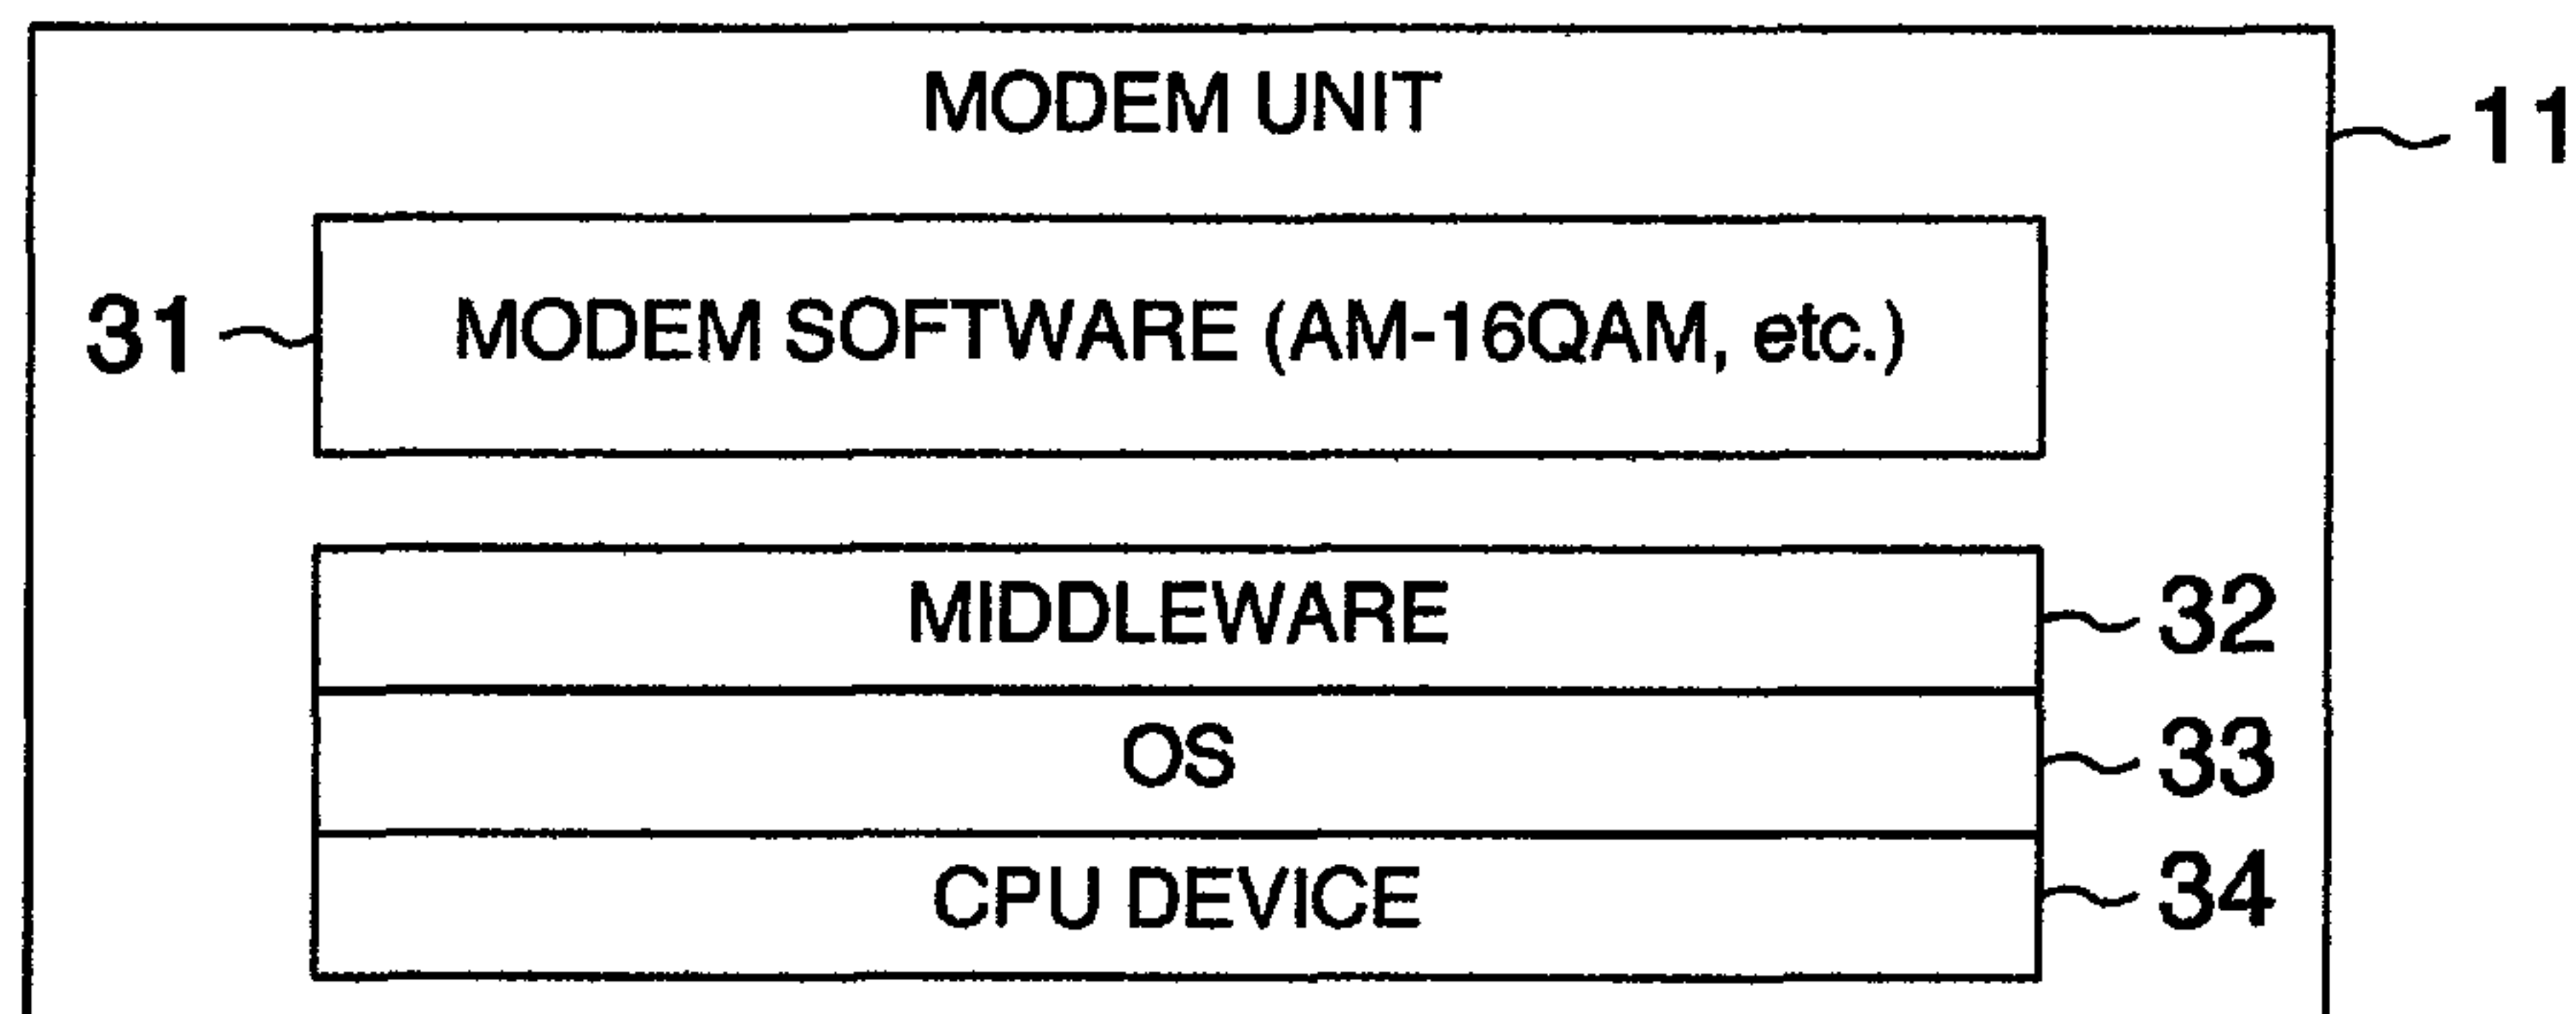 MODEM UNIT
11
31
MODEM SOFTWARE (AM-16QAM, etc.)
MIDDLEWARE
32
OS
33
CPU DEVICE
34